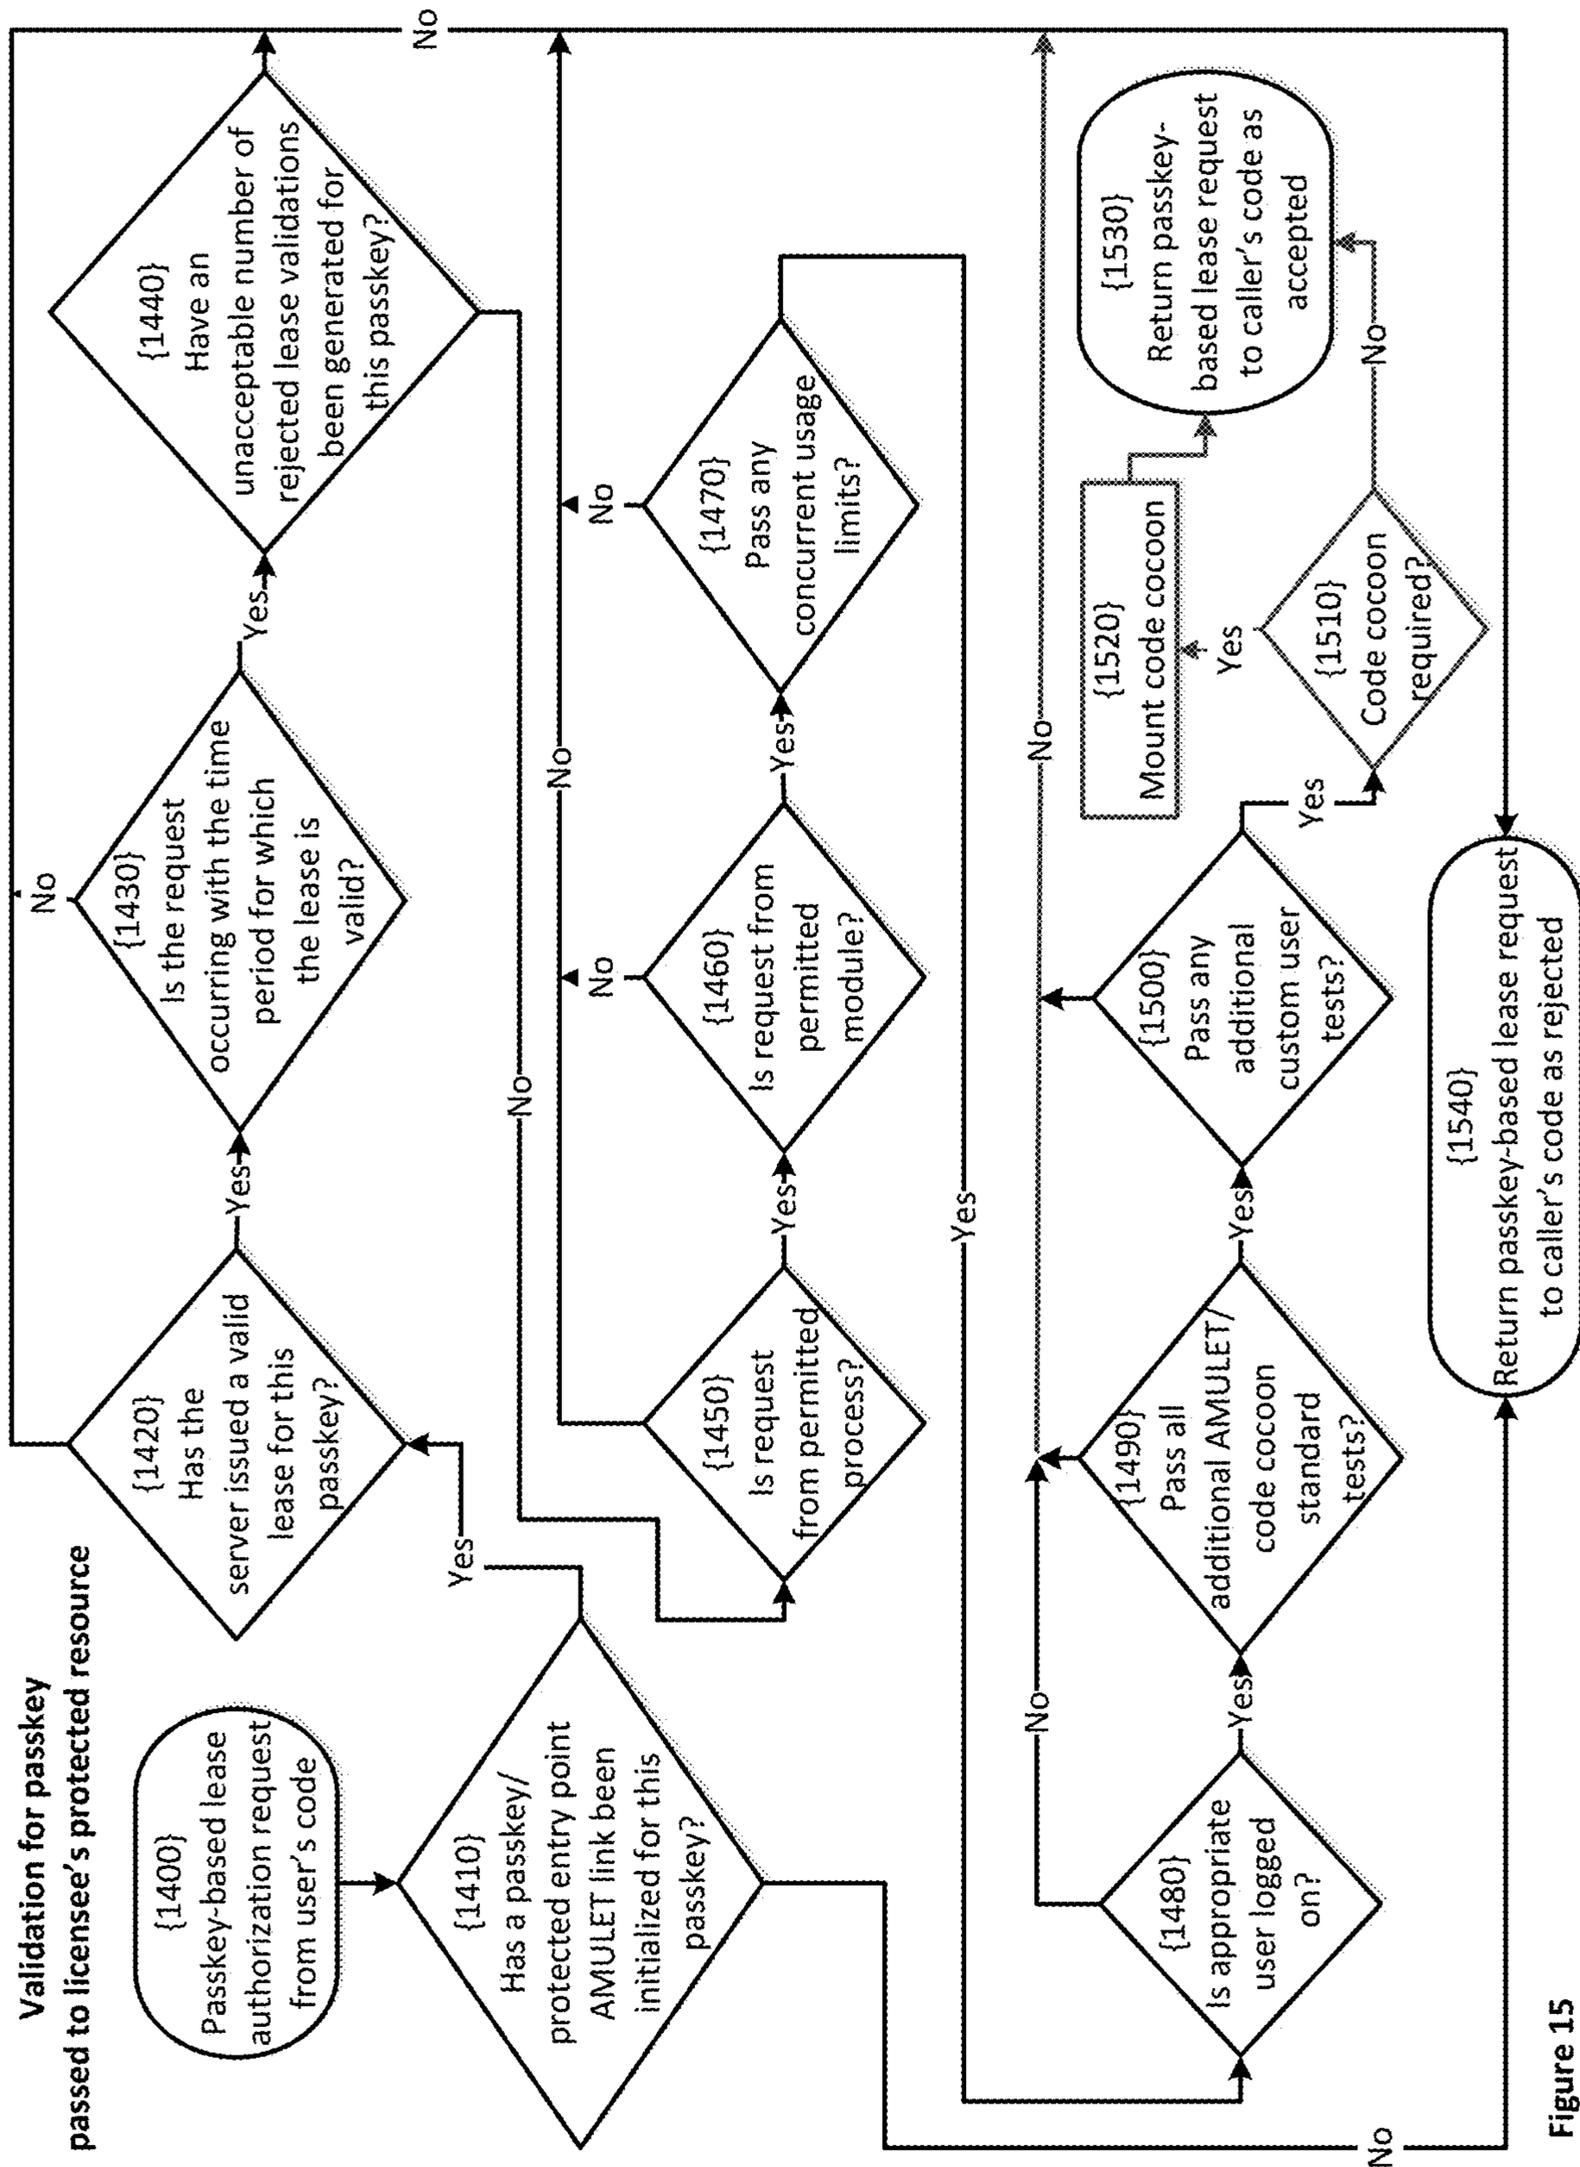 Validation for passkey
passed to licensee's protected resource
{1400}
Passkey-based lease
authorization request
from user's code
{1410}
Has a passkey/
protected entry point
AMULET link been
initialized for this
passkey?
Yes
No
{1420}
Has the
server issued a valid
lease for this
passkey?
Yes
{1430}
Is the request
occurring with the time
period for which
the lease is
valid?
No
Yes
{1440}
Have an
unacceptable number of
rejected lease validations
been generated for
this passkey?
No
No
{1450}
Is request
from permitted
process?
Yes
No
{1460}
Is request from
permitted
module?
No
Yes
{1470}
Pass any
concurrent usage
limits?
No
Yes
{1480}
Is appropriate
user logged
on?
No
Yes
{1490}
Pass all
additional AMULET/
code cocoon
standard
tests?
Yes
No
{1500}
Pass any
additional
custom user
tests?
Yes
{1510}
Code cocoon
required?
Yes
No
{1520}
Mount code cocoon
{1530}
Return passkey-
based lease request
to caller's code as
accepted
{1540}
Return passkey-based lease request
to caller's code as rejected
Figure 15